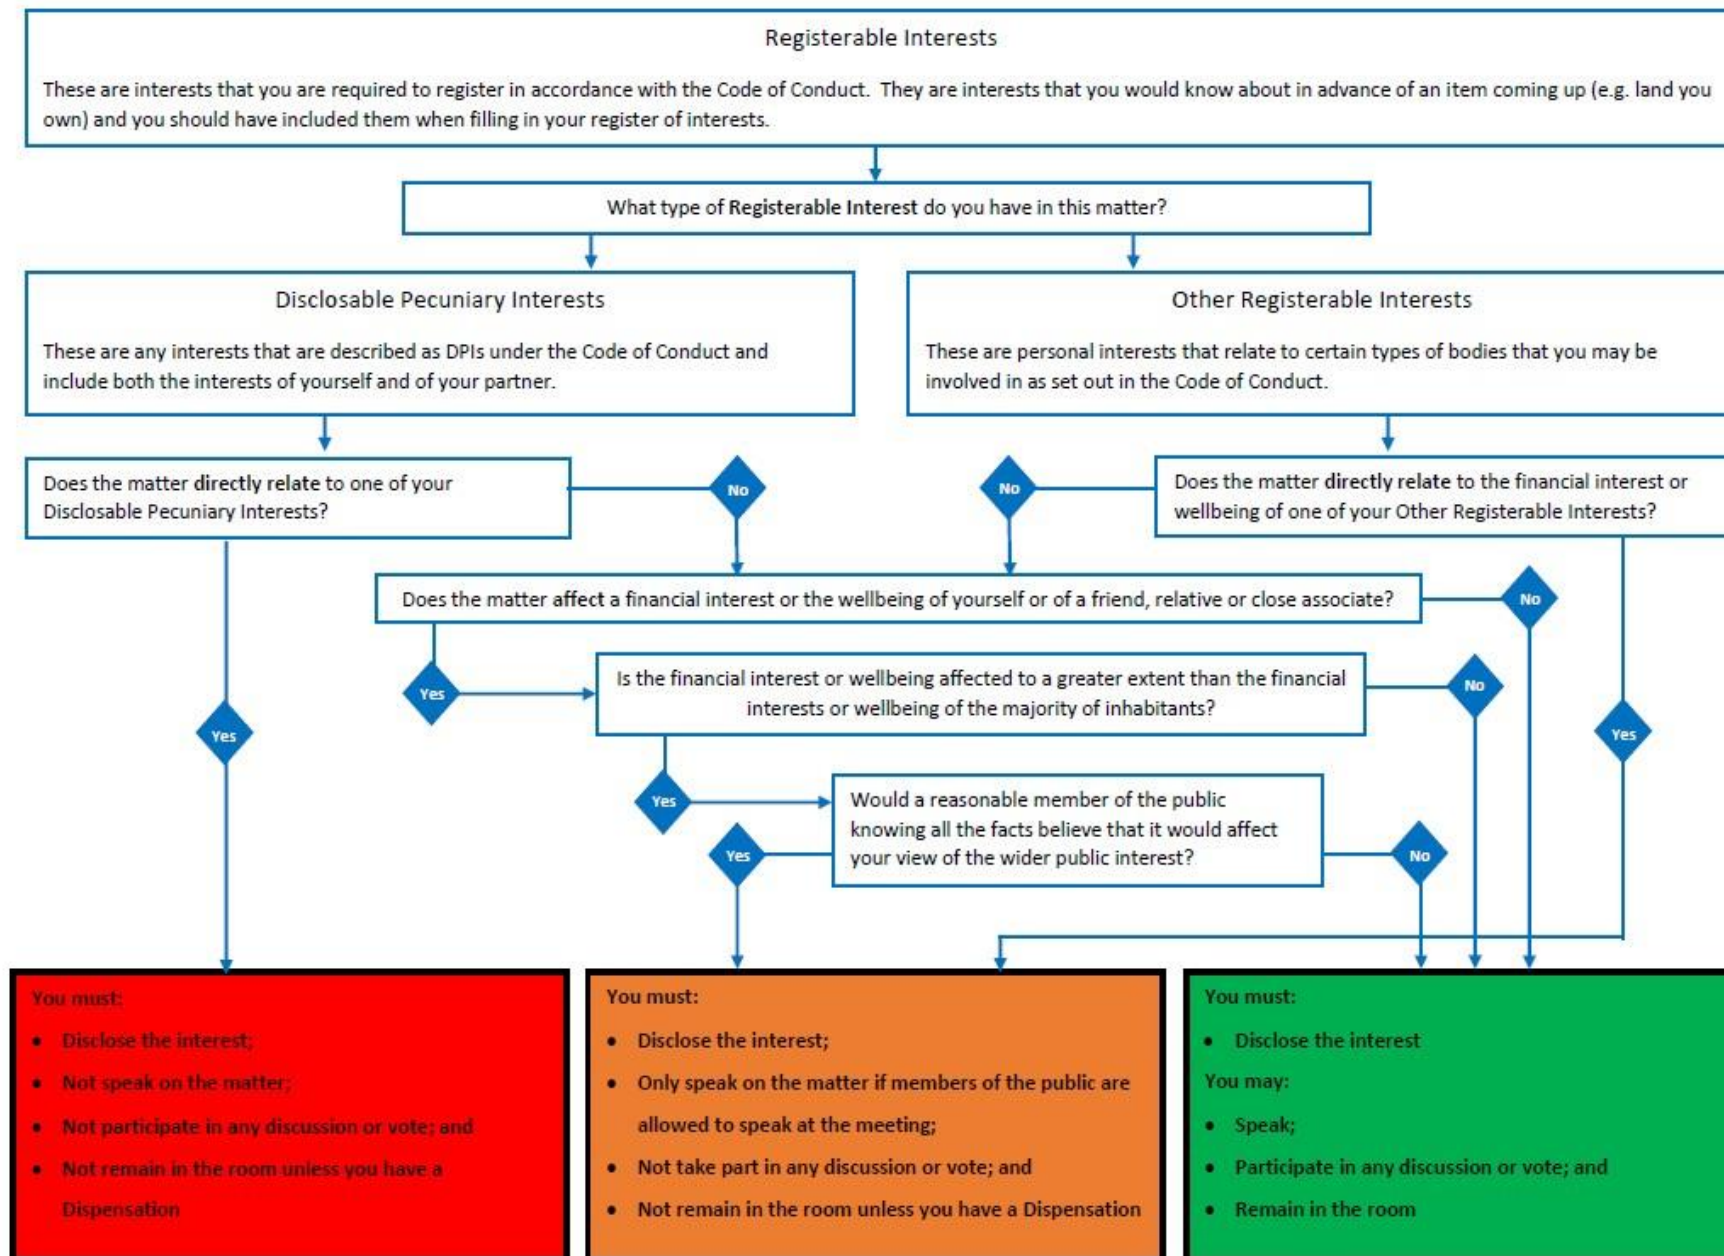 Registerable Interests
These are interests that you are required to register in accordance with the Code of Conduct. They are interests that you would know about in advance of an item coming up (e.g. land you
own) and you should have included them when filling in your register of interests.
What type of Registerable Interest do you have in this matter?
Disclosable Pecuniary Interests
These are any interests that are described as DPIs under the Code of Conduct and
include both the interests of yourself and of your partner.
Other Registerable Interests
These are personal interests that relate to certain types of bodies that you may be
involved in as set out in the Code of Conduct.
Does the matter directly relate to one of your
Disclosable Pecuniary Interests?
No
No
Does the matter directly relate to the financial interest or
wellbeing of one of your Other Registerable Interests?
Does the matter affect a financial interest or the wellbeing of yourself or of a friend, relative or close associate?
No
Yes
Is the financial interest or wellbeing affected to a greater extent than the financial
interests or wellbeing of the majority of inhabitants?
No
Yes
Yes
Yes
Would a reasonable member of the public
knowing all the facts believe that it would affect
your view of the wider public interest?
Yes
No
You must:
• Disclose the interest;
• Not speak on the matter;
• Not participate in any discussion or vote; and
• Not remain in the room unless you have a
Dispensation
You must:
• Disclose the interest;
• Only speak on the matter if members of the public are
allowed to speak at the meeting;
• Not take part in any discussion or vote; and
• Not remain in the room unless you have a Dispensation
You must:
• Disclose the interest
You may:
• Speak;
• Participate in any discussion or vote; and
• Remain in the room